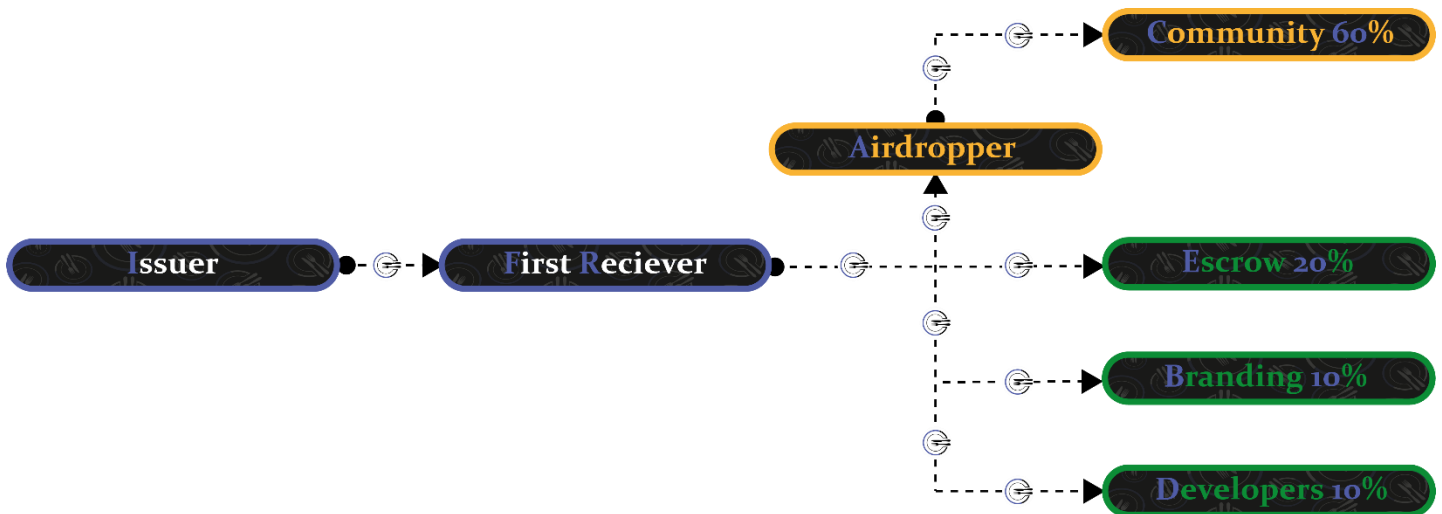 Community 60%
Airdropper
Issuer
First Reciever
Escrow 20%
Branding 10%
Developers 10%